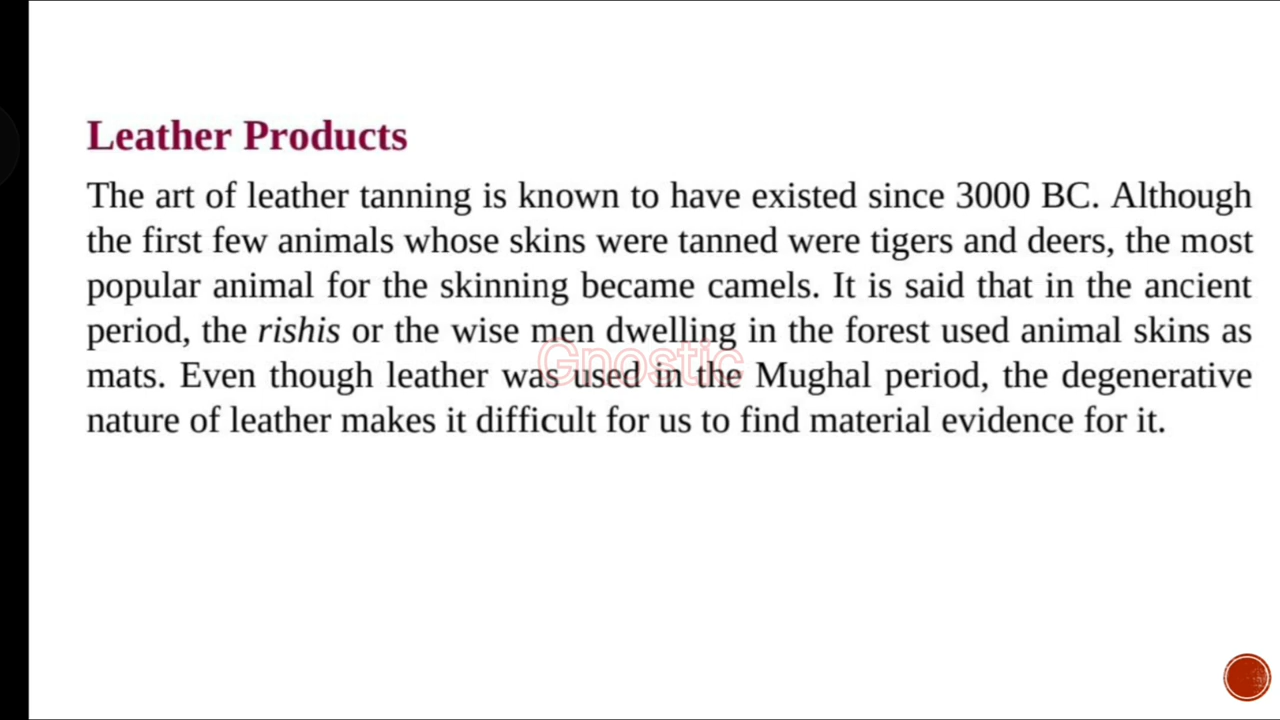 Leather Products
The art of leather tanning is known to have existed since 3000 BC. Although
the first few animals whose skins were tanned were tigers and deers, the most
popular animal for the skinning became camels. It is said that in the ancient
period, the rishis or the wise men dwelling in the forest used animal skins as
mats. Even though leather was used in the Mughal period, the degenerative
nature of leather makes it difficult for us to find material evidence for it.
Gnostic